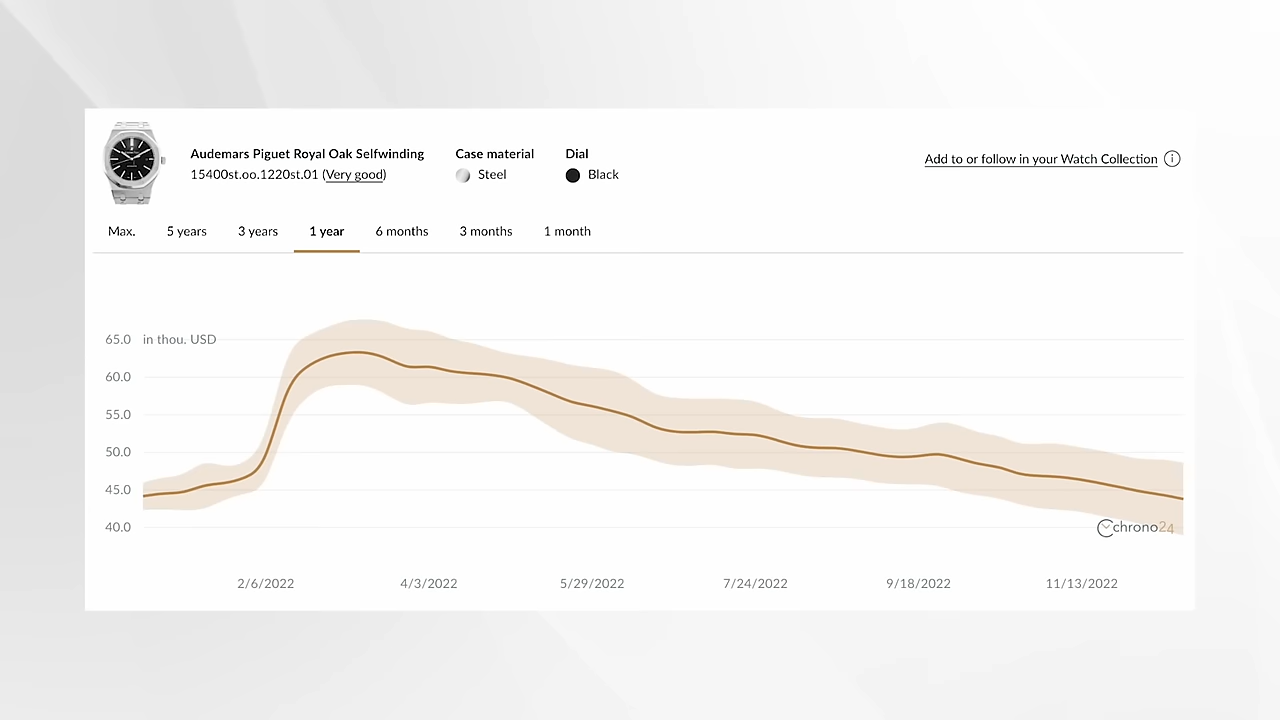 Audemars Piguet Royal Oak Selfwinding
15400st.oo.1220st.01 (Very good)
Case material
Steel
Dial
Black
Add to or follow in your Watch Collection
Max. 5 years 3 years 1 year 6 months 3 months 1 month
65.0 in thou. USD
60.0
55.0
50.0
45.0
40.0
chrono24
2/6/2022 4/3/2022 5/29/2022 7/24/2022 9/18/2022 11/13/2022